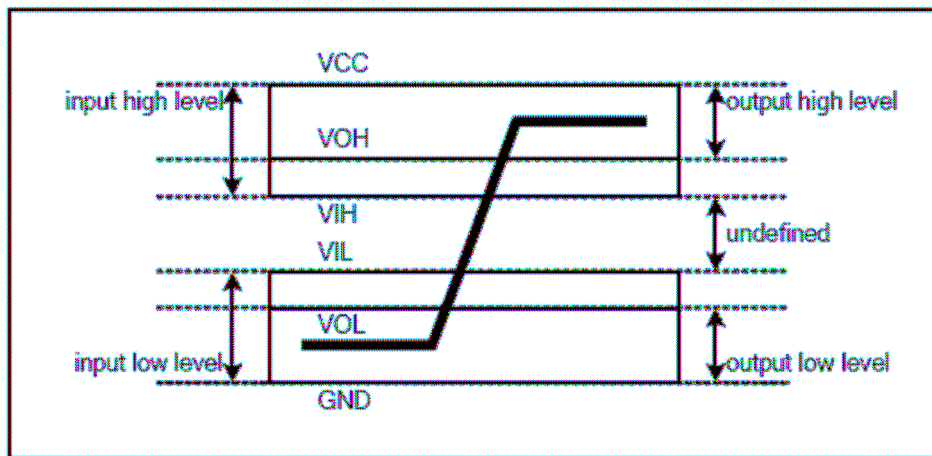 VCC
input high level
output high level
VOH
VIH
undefined
VIL
VOL
input low level
output low level
GND